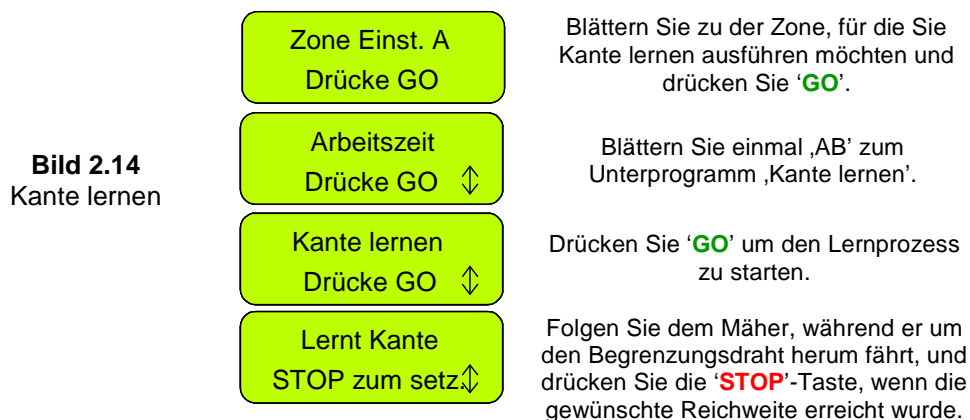 Zone Einst. A
Drücke GO
Blättern Sie zu der Zone, für die Sie
Kante lernen ausführen möchten und
drücken Sie ‘GO’.
Bild 2.14
Kante lernen
Arbeitszeit
Drücke GO
Blättern Sie einmal ‚AB’ zum
Unterprogramm ‚Kante lernen’.
Kante lernen
Drücke GO
Drücken Sie ‘GO’ um den Lernprozess
zu starten.
Lernt Kante
STOP zum setz.
Folgen Sie dem Mäher, während er um
den Begrenzungsdraht herum fährt, und
drücken Sie die ‘STOP’-Taste, wenn die
gewünschte Reichweite erreicht wurde.